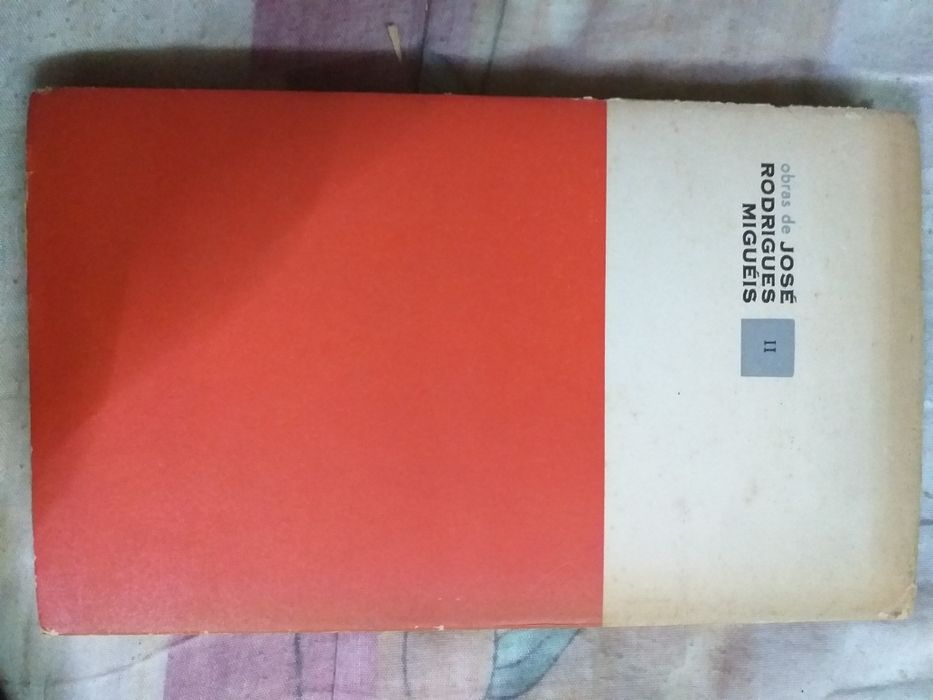 obras de JOSÉ
RODRIGUES
MIGUÉIS
II